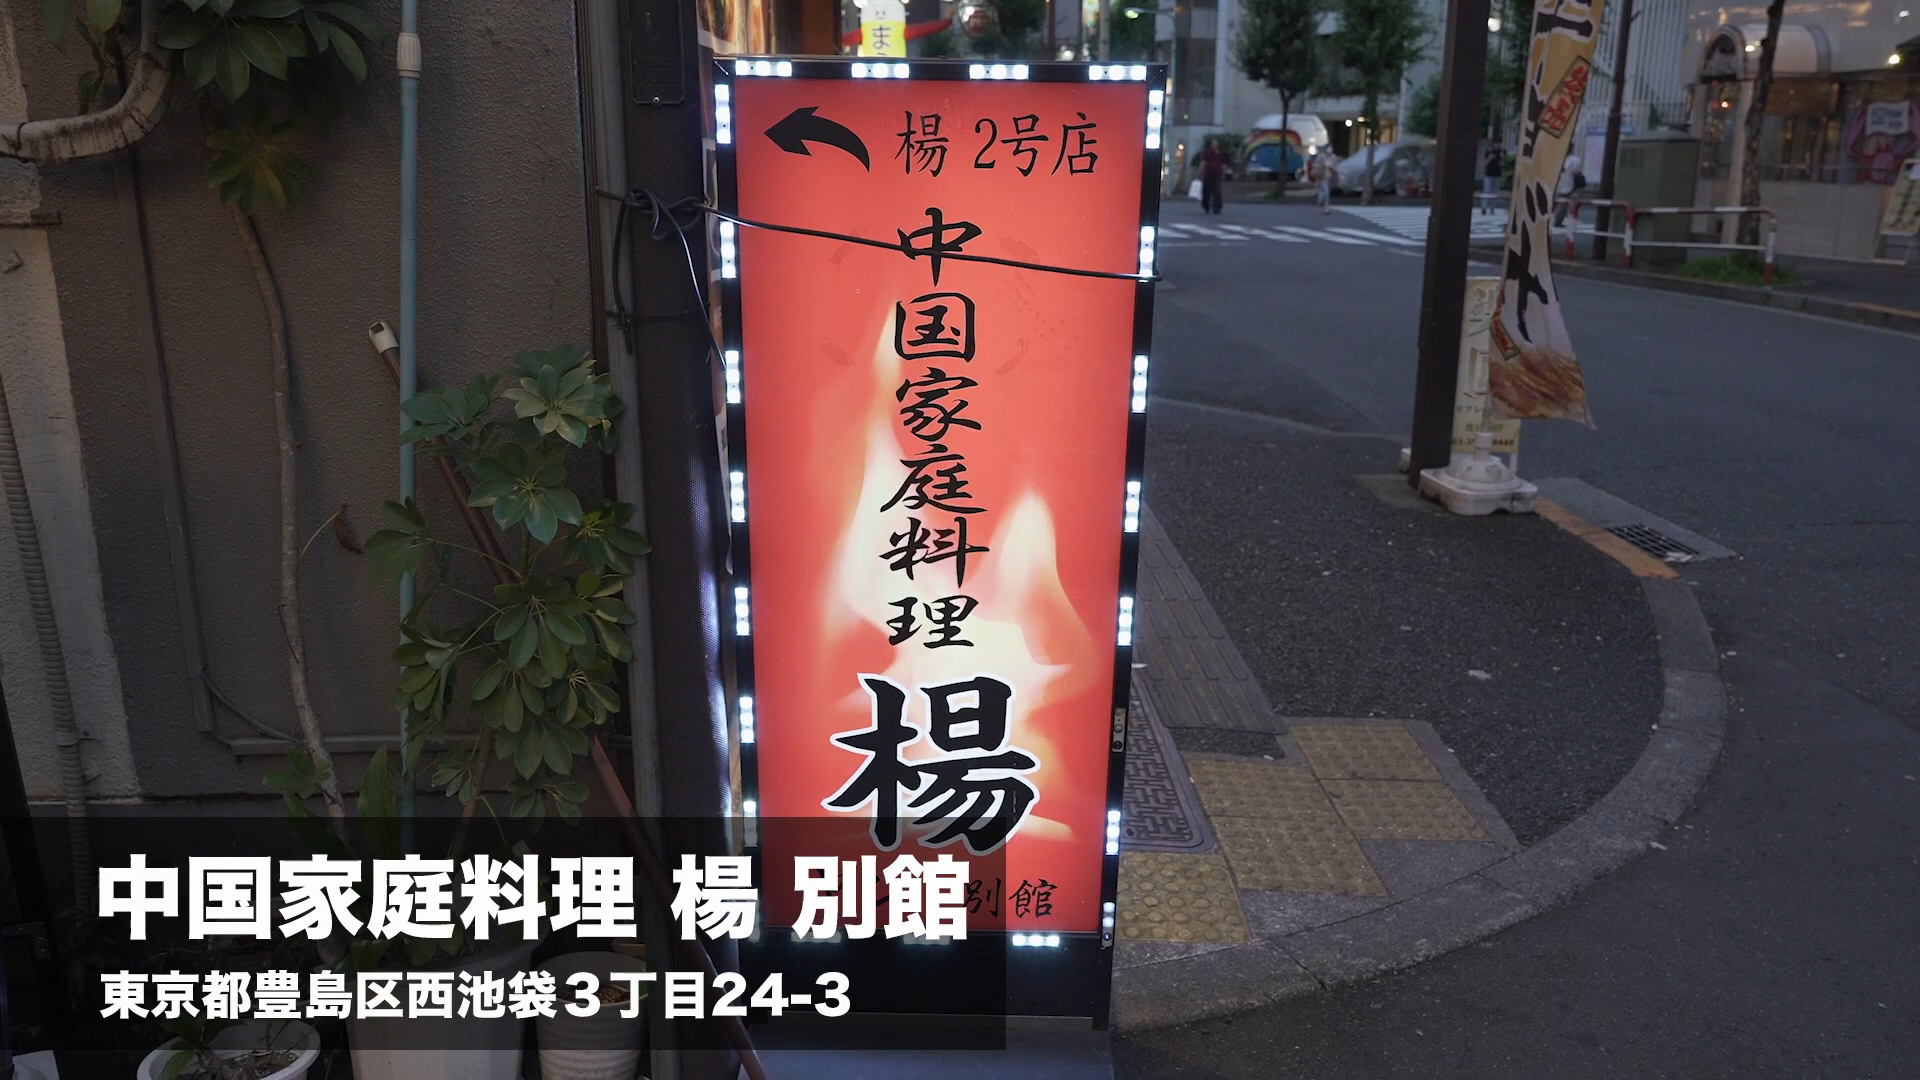 楊 2号店
中国家庭料理
楊
別館
中国家庭料理 楊 別館
東京都豊島区西池袋3丁目24-3